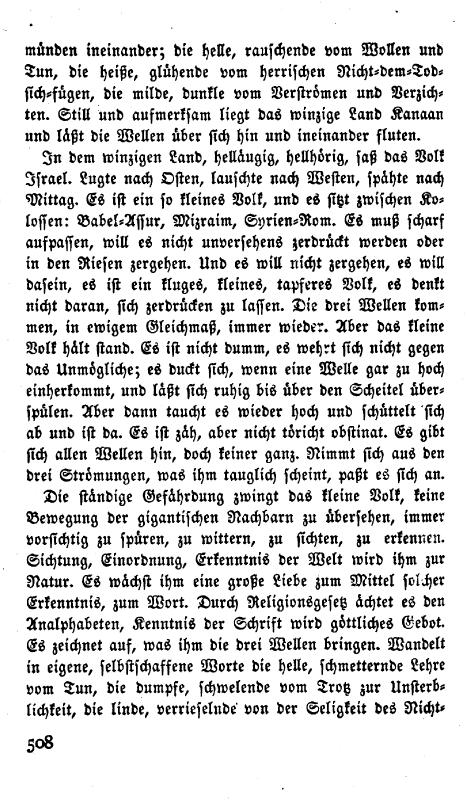 münden ineinander; die helle, rauschende vom Wollen und
Tun, die heiße, glühende vom herrischen Nicht-dem-Tod-
sich-fügen, die milde, dunkle vom Verströmen und Verzich-
ten. Still und aufmerksam liegt das winzige Land Kanaan
und läßt die Wellen über sich hin und ineinander fluten.
In dem winzigen Land, helläugig, hellhörig, saß das Volk
Israel. Lugte nach Osten, lauschte nach Westen, spähte nach
Mittag. Es ist ein so kleines Volk, und es sitzt zwischen Ko-
lossen: Babel-Assur, Mizraim, Syrien-Rom. Es muß scharf
aufpassen, will es nicht unversehens zerdrückt werden oder
in den Riesen zergehen. Und es will nicht zergehen, es will
dasein, es ist ein kluges, kleines, tapferes Volk, es denkt
nicht daran, sich zerdrücken zu lassen. Die drei Wellen kom-
men, in ewigem Gleichmaß, immer wieder. Aber das kleine
Volk hält stand. Es ist nicht dumm, es wehrt sich nicht gegen
das Unmögliche; es duckt sich, wenn eine Welle gar zu hoch
einherkommt, und läßt sich ruhig bis über den Scheitel über-
spülen. Aber dann taucht es wieder hoch und schüttelt sich
ab und ist da. Es ist zäh, aber nicht töricht obstinat. Es gibt
sich allen Wellen hin, doch keiner ganz. Nimmt sich aus den
drei Strömungen, was ihm tauglich scheint, paßt es sich an.
Die ständige Gefährdung zwingt das kleine Volk, keine
Bewegung der gigantischen Nachbarn zu übersehen, immer
vorsichtig zu spüren, zu wittern, zu sichten, zu erkennen.
Sichtung, Einordnung, Erkenntnis der Welt wird ihm zur
Natur. Es wächst ihm eine große Liebe zum Mittel solcher
Erkenntnis, zum Wort. Durch Religionsgesetz ächtet es den
Analphabeten, Kenntnis der Schrift wird göttliches Gebot.
Es zeichnet auf, was ihm die drei Wellen bringen. Wandelt
in eigene, selbstschaffene Worte die helle, schmetternde Lehre
vom Tun, die dumpfe, schwelende vom Trotz zur Unsterb-
lichkeit, die linde, verrieselnde von der Seligkeit des Nicht-
508